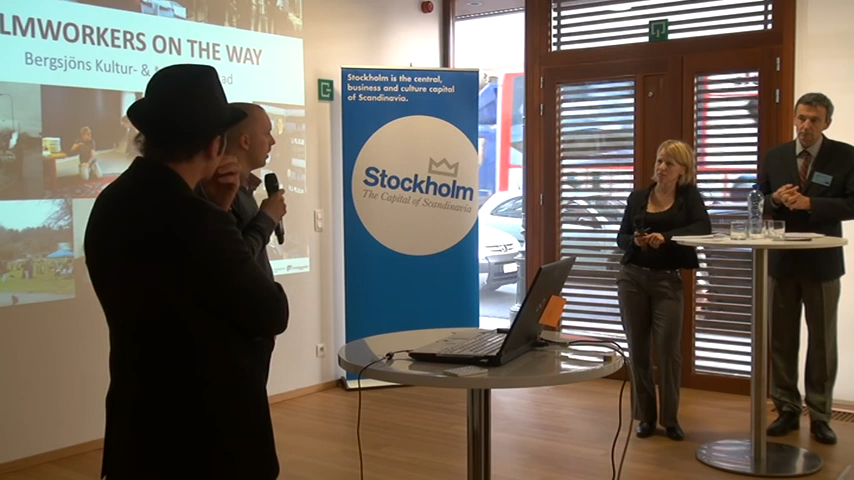 LMWORKERS ON THE WAY
Bergsjöns Kultur- &
Stockholm is the central,
business and culture capital
of Scandinavia.
Stockholm
The Capital of Scandinavia